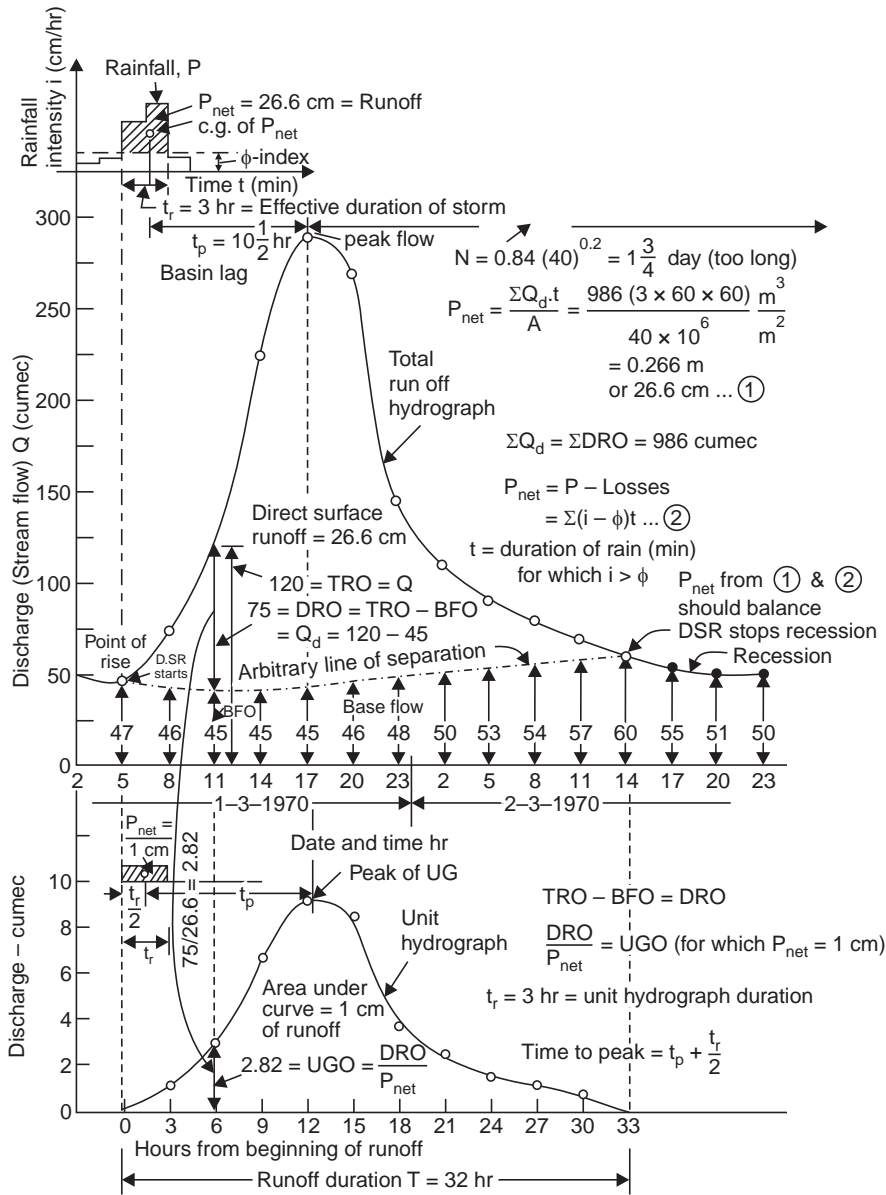 Rainfall
intensity i (cm/hr)
Rainfall, P
P_net = 26.6 cm = Runoff
c.g. of P_net
ϕ-index
Time t (min)
t_r = 3 hr = Effective duration of storm
t_p = 10 1/2 hr
peak flow
Basin lag
N = 0.84 (40)^0.2 = 1 3/4 day (too long)
P_net = ΣQ_d.t / A = 986 (3 × 60 × 60) / 40 × 10^6 m^3 / m^2
= 0.266 m
or 26.6 cm ... ①
Total
run off
hydrograph
ΣQ_d = ΣDRO = 986 cumec
P_net = P – Losses
= Σ(i – ϕ)t ... ②
t = duration of rain (min)
for which i > ϕ
P_net from ① & ②
should balance
DSR stops recession
Recession
Direct surface
runoff = 26.6 cm
120 = TRO = Q
75 = DRO = TRO – BFO
= Q_d = 120 – 45
Arbitrary line of separation
Point of
rise
D.SR
starts
BFO
Base flow
Discharge (Stream flow) Q (cumec)
300
250
200
150
100
50
0
47 46 45 45 45 46 48 50 53 54 57 60 55 51 50
2 5 8 11 14 17 20 23 2 5 8 11 14 17 20 23
1–3–1970 2–3–1970
Date and time hr
P_net =
1 cm
t_r/2
t_p
t_r
75/26.6 = 2.82
Peak of UG
Unit
hydrograph
TRO – BFO = DRO
DRO / P_net = UGO (for which P_net = 1 cm)
t_r = 3 hr = unit hydrograph duration
Time to peak = t_p + t_r/2
Area under
curve = 1 cm
of runoff
2.82 = UGO = DRO / P_net
Discharge – cumec
10
8
6
4
2
0
0 3 6 9 12 15 18 21 24 27 30 33
Hours from beginning of runoff
Runoff duration T = 32 hr